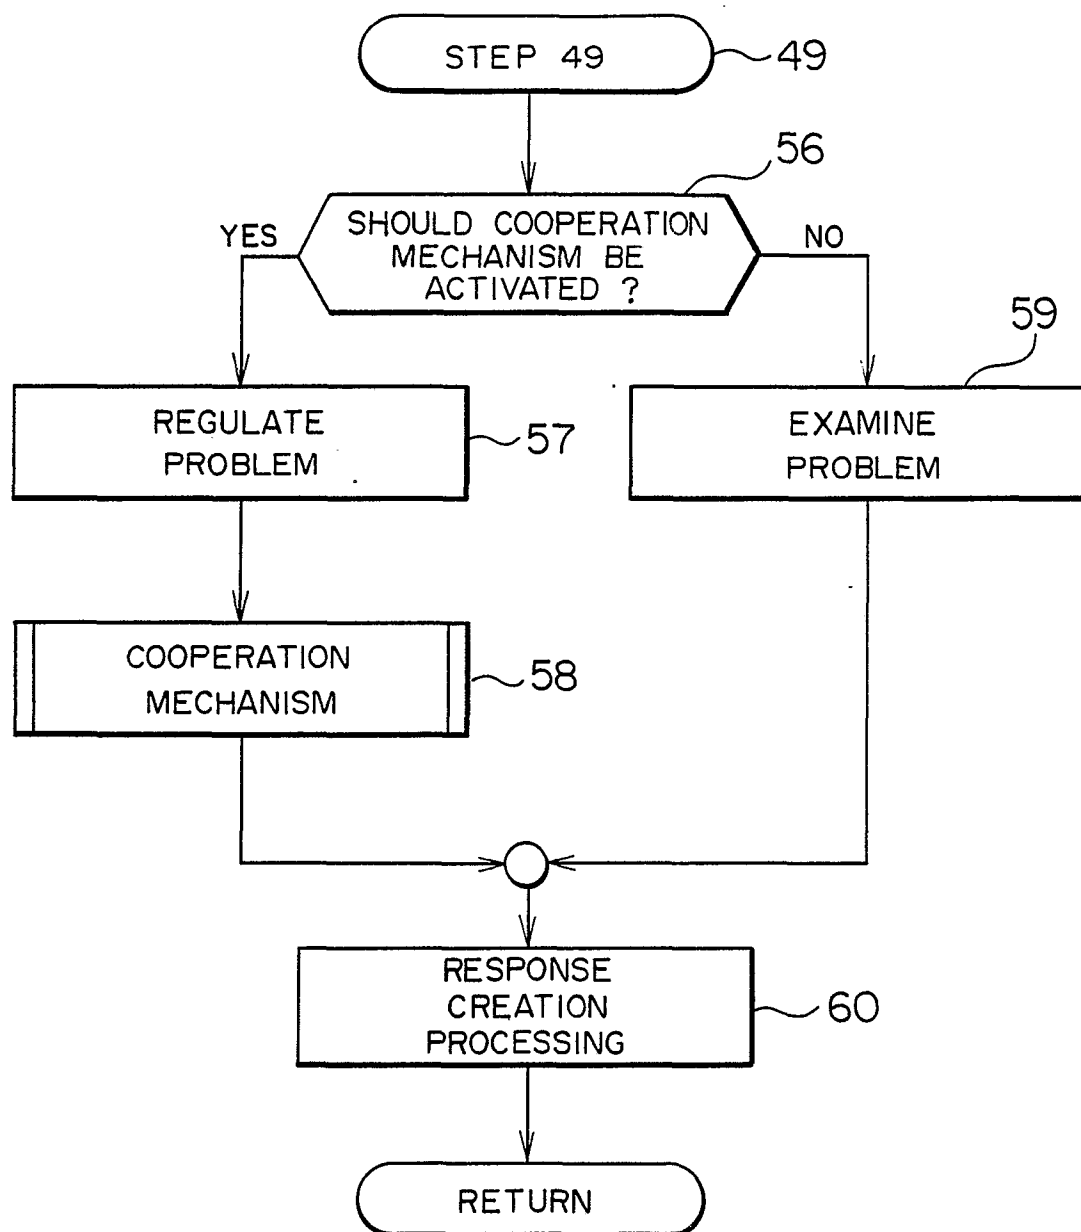 STEP 49
49
56
SHOULD COOPERATION
MECHANISM BE
ACTIVATED ?
YES
NO
59
REGULATE
PROBLEM
57
EXAMINE
PROBLEM
COOPERATION
MECHANISM
58
RESPONSE
CREATION
PROCESSING
60
RETURN